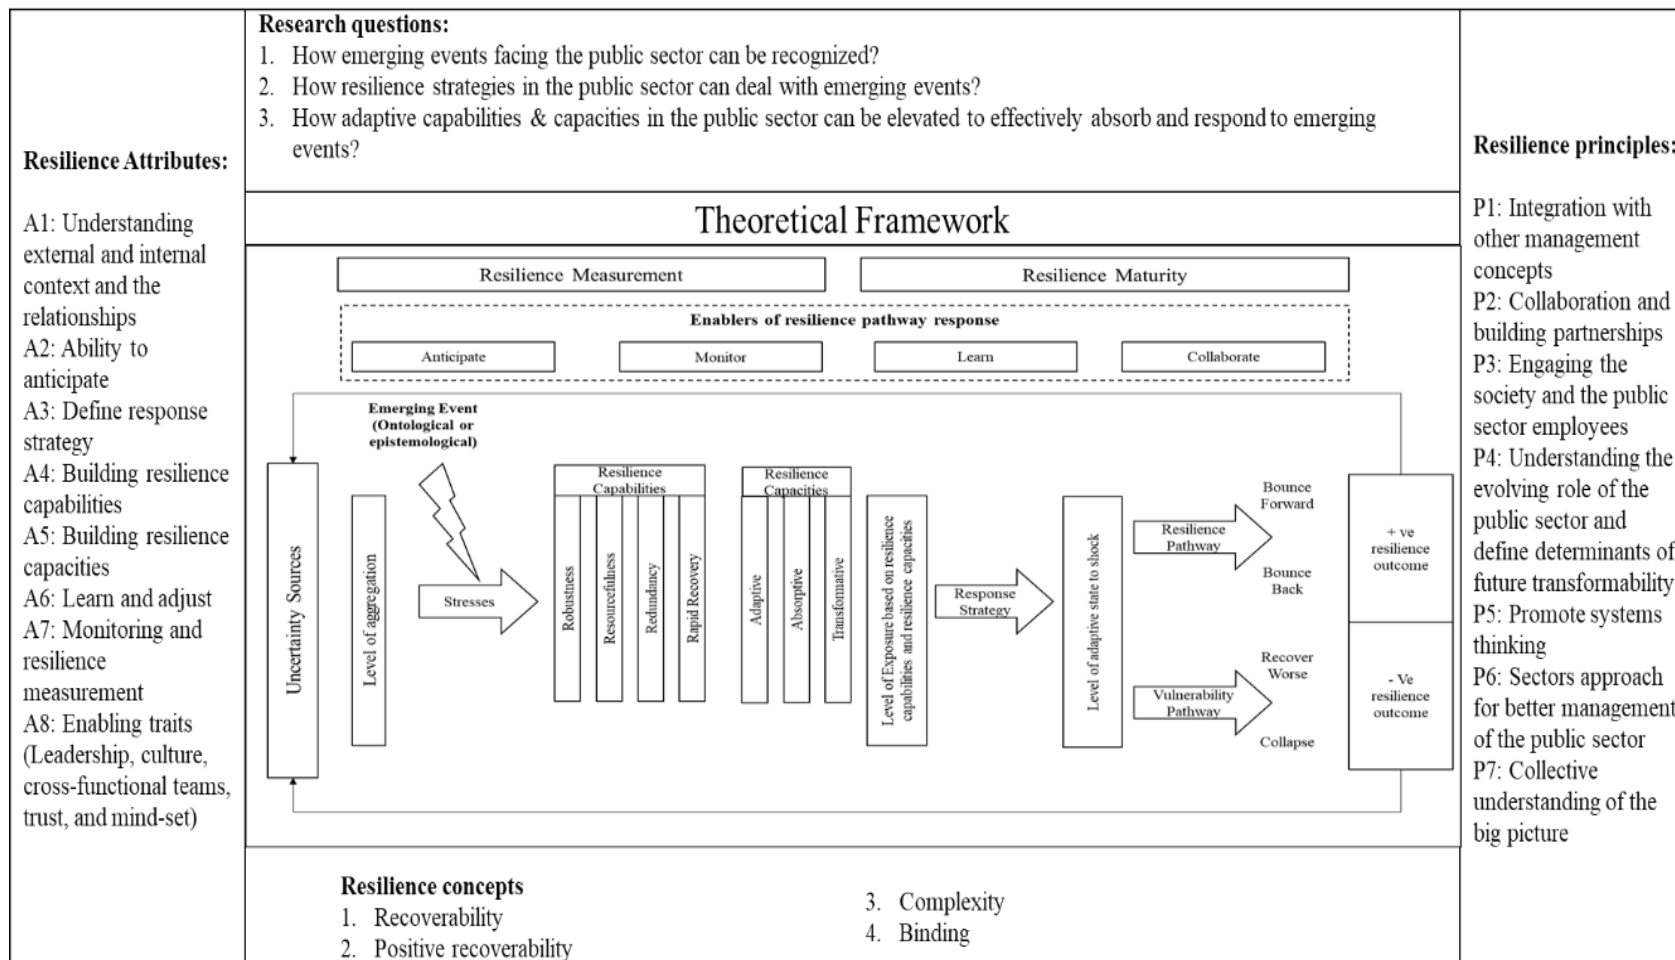 Research questions:
1. How emerging events facing the public sector can be recognized?
2. How resilience strategies in the public sector can deal with emerging events?
3. How adaptive capabilities & capacities in the public sector can be elevated to effectively absorb and respond to emerging
events?
Resilience Attributes:
A1: Understanding
external and internal
context and the
relationships
A2: Ability to
anticipate
A3: Define response
strategy
A4: Building resilience
capabilities
A5: Building resilience
capacities
A6: Learn and adjust
A7: Monitoring and
resilience
measurement
A8: Enabling traits
(Leadership, culture,
cross-functional teams,
trust, and mind-set)
Theoretical Framework
Resilience Measurement
Resilience Maturity
Enablers of resilience pathway response
Anticipate
Monitor
Learn
Collaborate
Emerging Event
(Ontological or
epistemological)
Uncertainty Sources
Level of aggregation
Stresses
Resilience
Capabilities
Robustness
Resourcefulness
Redundancy
Rapid Recovery
Resilience
Capacities
Adaptive
Absorptive
Transformative
Level of Exposure based on resilience
capabilities and resilience capacities
Response
Strategy
Level of adaptive state to shock
Resilience
Pathway
Bounce
Forward
Bounce
Back
Vulnerability
Pathway
Recover
Worse
Collapse
+ ve
resilience
outcome
- Ve
resilience
outcome
Resilience principles:
P1: Integration with
other management
concepts
P2: Collaboration and
building partnerships
P3: Engaging the
society and the public
sector employees
P4: Understanding the
evolving role of the
public sector and
define determinants of
future transformability
P5: Promote systems
thinking
P6: Sectors approach
for better management
of the public sector
P7: Collective
understanding of the
big picture
Resilience concepts
1. Recoverability
2. Positive recoverability
3. Complexity
4. Binding